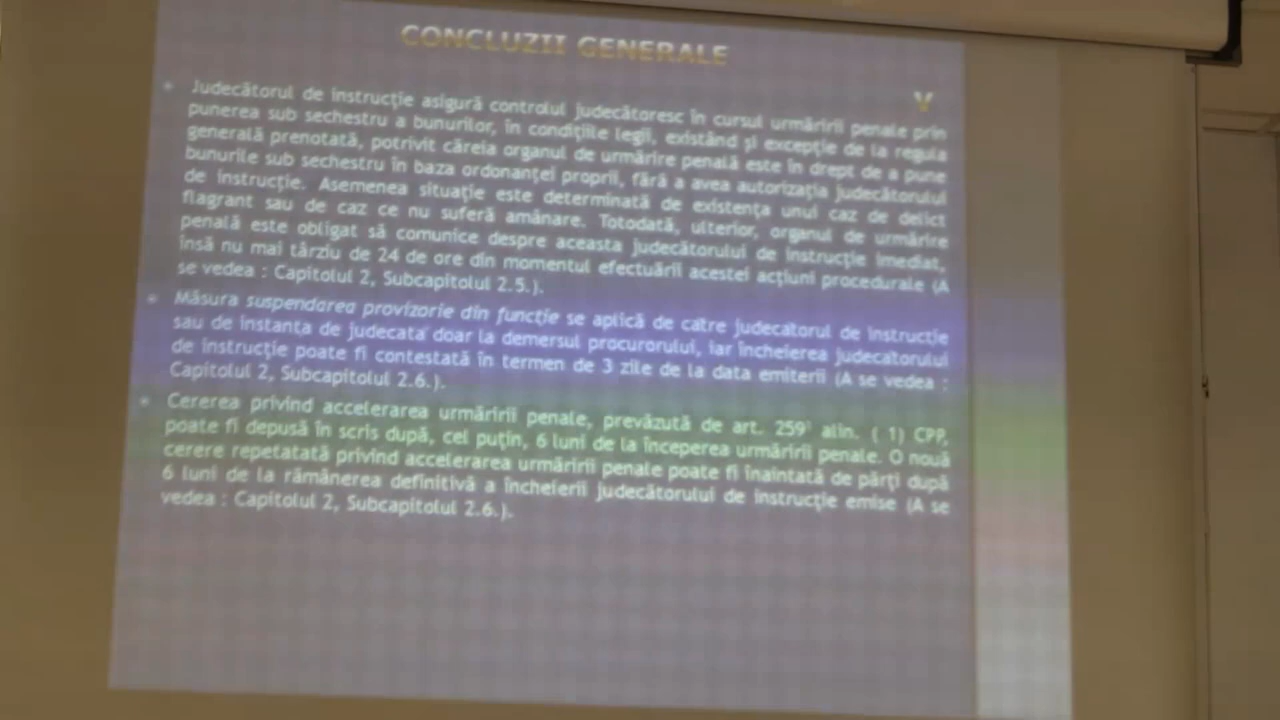 CONCLUZII GENERALE
V
• Judecătorul de instrucţie asigură controlul judecătoresc în cursul urmăririi penale prin
punerea sub sechestru a bunurilor, în condiţiile legii, existând şi excepţie de la regula
generală prenotată, potrivit căreia organul de urmărire penală este în drept de a pune
bunurile sub sechestru în baza ordonanţei proprii, fără a avea autorizaţia judecătorului
de instrucţie. Asemenea situaţie este determinată de existenţa unui caz de delict
flagrant sau de caz ce nu suferă amânare. Totodată, ulterior, organul de urmărire
penală este obligat să comunice despre aceasta judecătorului de instrucţie imediat,
însă nu mai târziu de 24 de ore din momentul efectuării acestei acţiuni procedurale (A
se vedea : Capitolul 2, Subcapitolul 2.5.).
• Măsura suspendarea provizorie din funcţie se aplică de către judecatorul de instrucţie
sau de instanţa de judecata doar la demersul procurorului, iar încheierea judecatorului
de instrucţie poate fi contestată în termen de 3 zile de la data emiterii (A se vedea :
Capitolul 2, Subcapitolul 2.6.).
• Cererea privind accelerarea urmăririi penale, prevăzută de art. 259¹ alin. ( 1) CPP,
poate fi depusă în scris după, cel puţin, 6 luni de la începerea urmăririi penale. O nouă
cerere repetatată privind accelerarea urmăririi penale poate fi înaintată de părţi după
6 luni de la rămânerea definitivă a încheierii judecătorului de instrucţie emise (A se
vedea : Capitolul 2, Subcapitolul 2.6.).